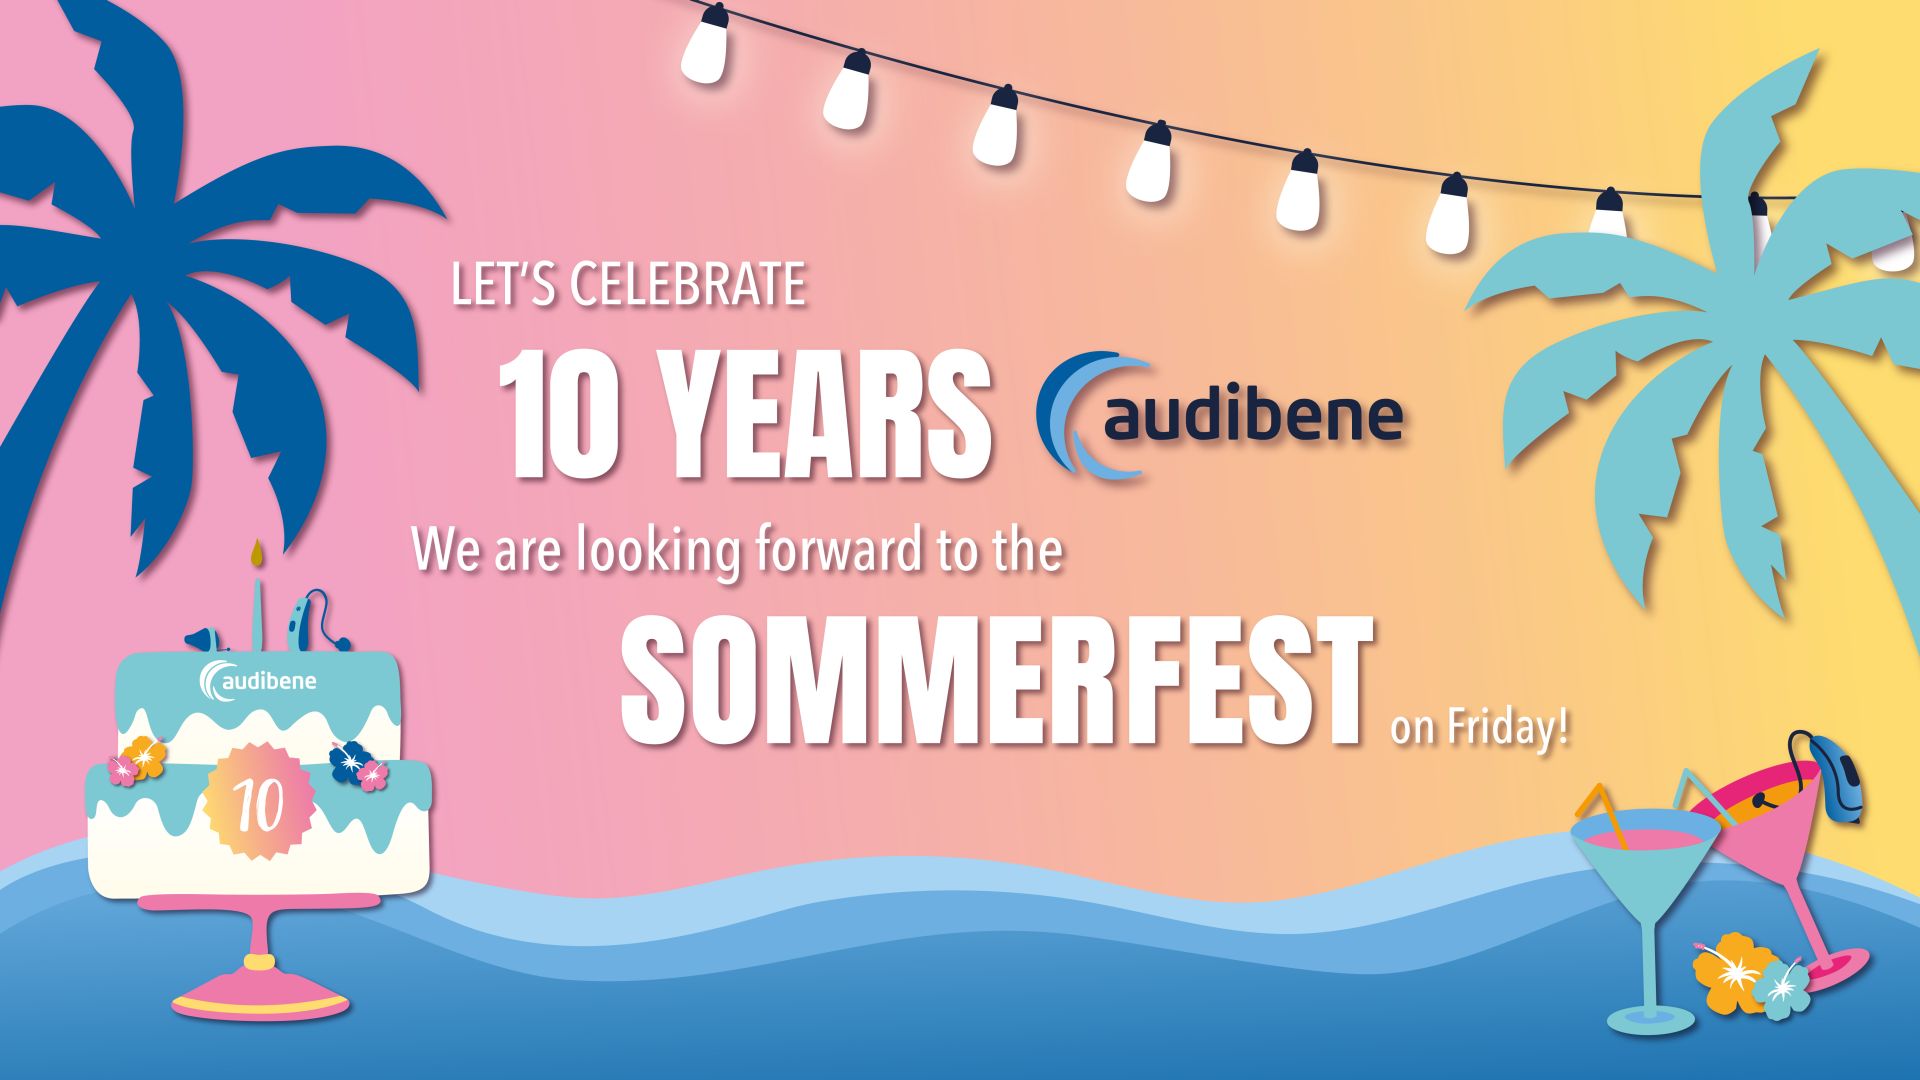 LET'S CELEBRATE
10 YEARS audibene
We are looking forward to the
SOMMERFEST on Friday!
audibene
10